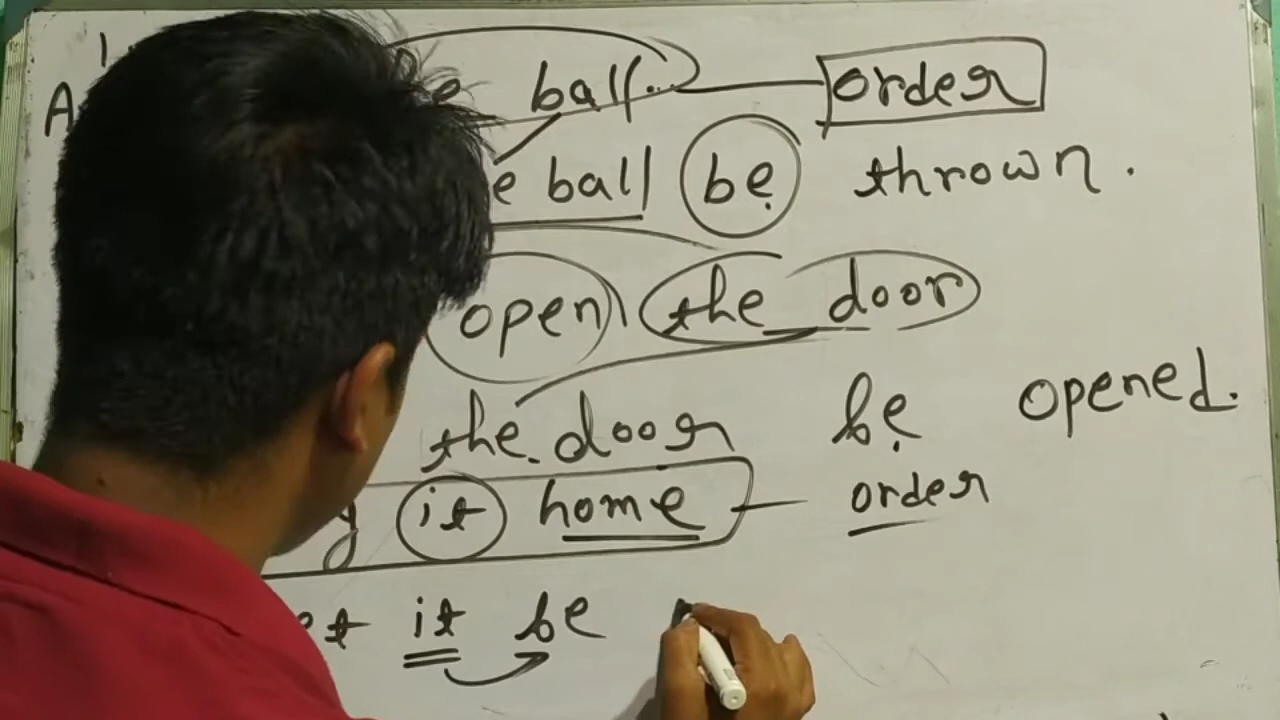 A ball. order
ball be thrown.
open the door
the door be opened.
it home order
it be